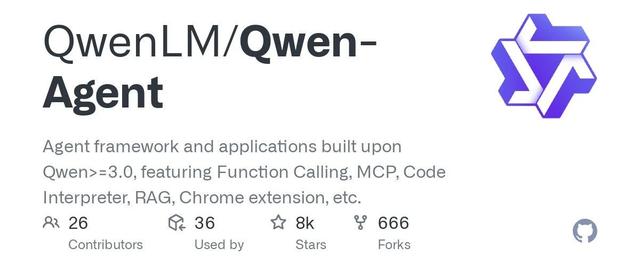 QwenLM/Qwen-
Agent
Agent framework and applications built upon
Qwen>=3.0, featuring Function Calling, MCP, Code
Interpreter, RAG, Chrome extension, etc.
26 36 8k 666
Contributors Used by Stars Forks